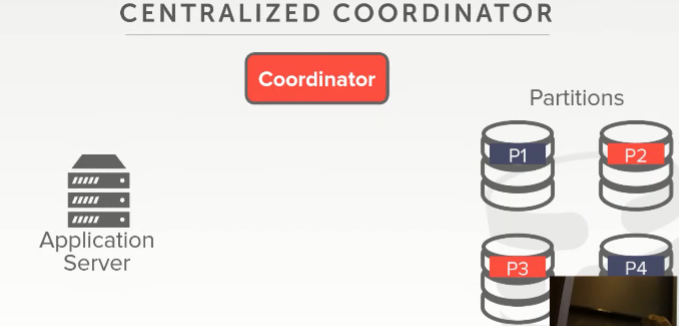 CENTRALIZED COORDINATOR
Coordinator
Partitions
P1
P2
Application
Server
P3
P4